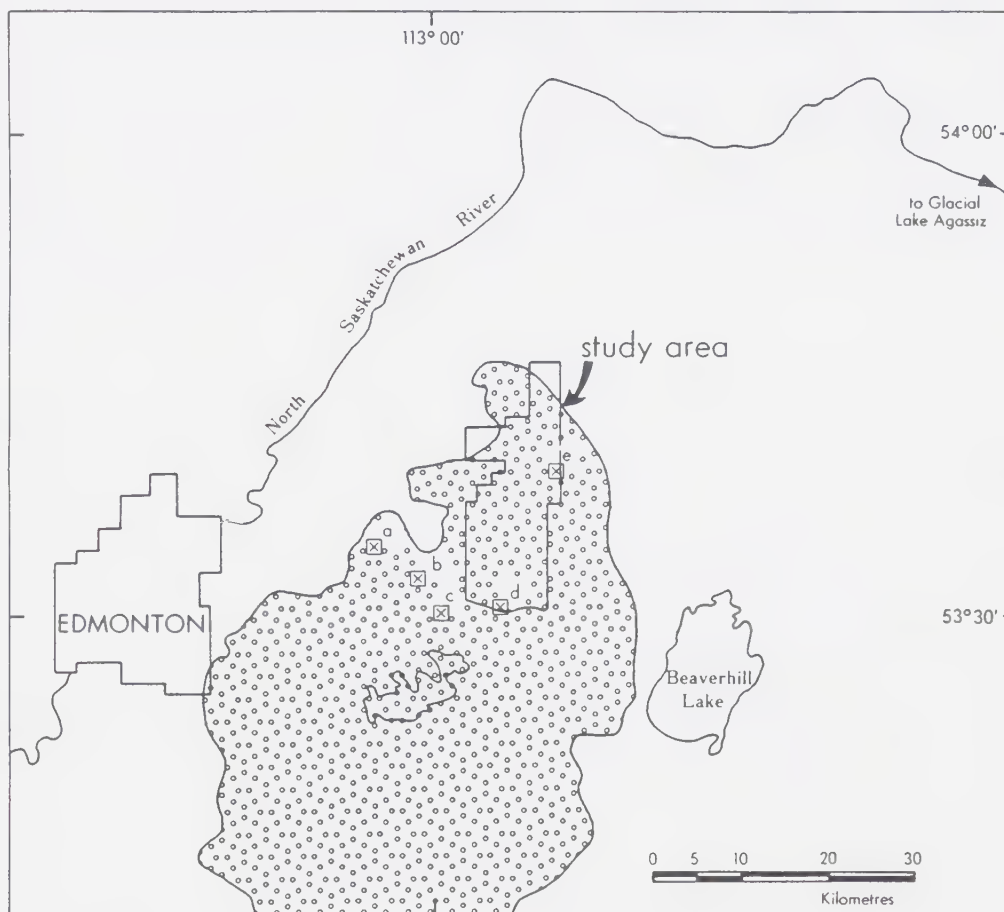 113° 00'
54° 00'
to Glacial
Lake Agassiz
North Saskatchewan River
study area
e
a
b
c
d
EDMONTON
53° 30'
Beaverhill
Lake
0 5 10 20 30
Kilometres